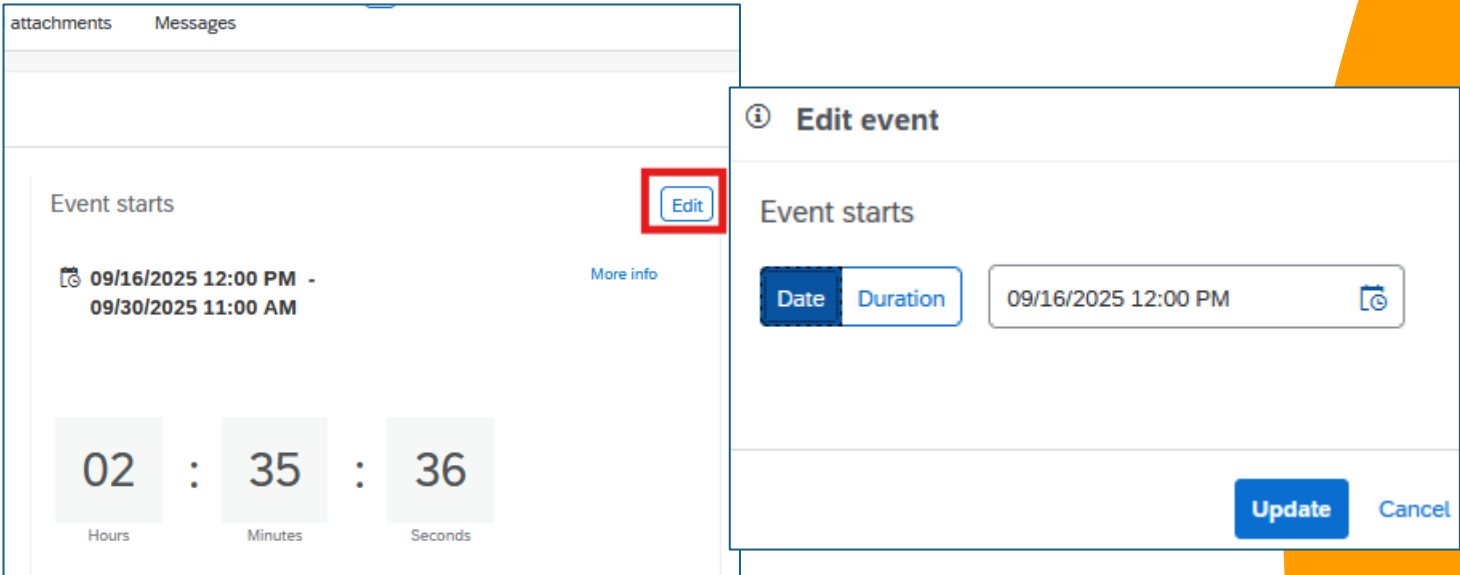 attachments Messages
Event starts
Edit
09/16/2025 12:00 PM -
09/30/2025 11:00 AM
More info
02 : 35 : 36
Hours Minutes Seconds
Edit event
Event starts
Date Duration 09/16/2025 12:00 PM
Update Cancel